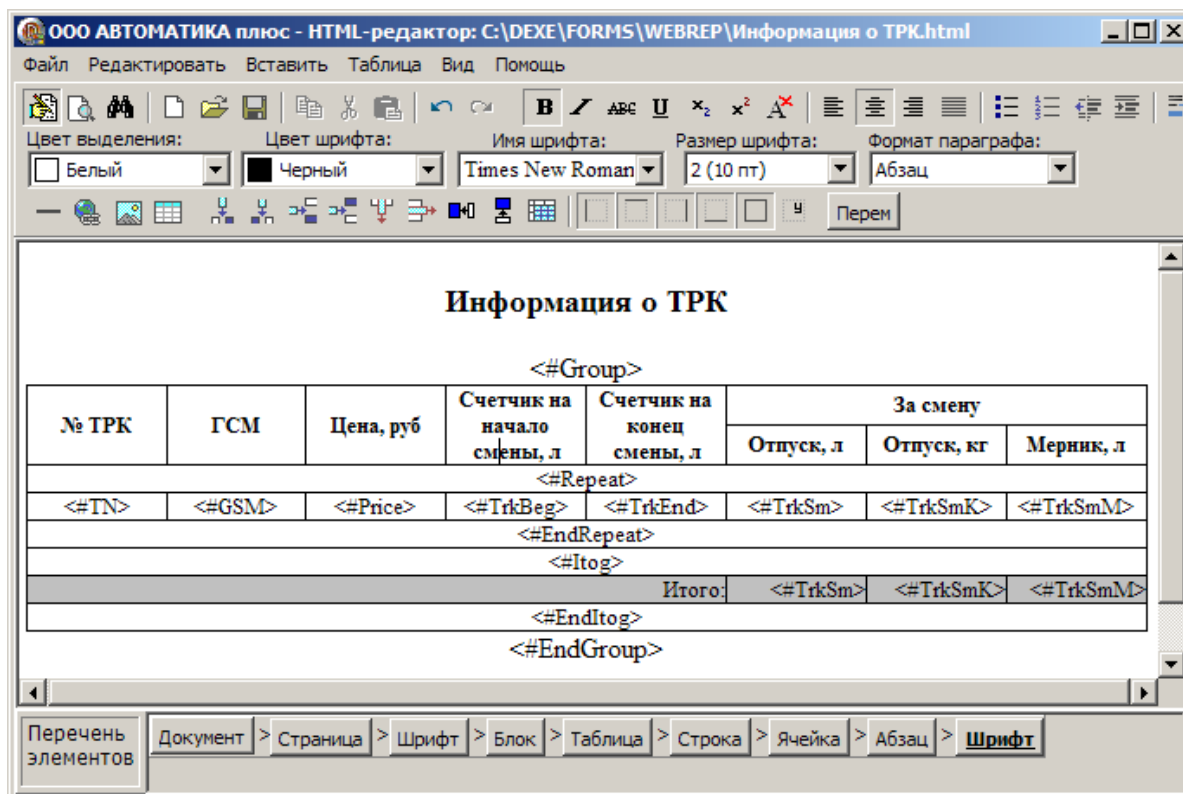 ООО АВТОМАТИКА плюс - HTML-редактор: C:\DEXE\FORMS\WEBREP\Информация о ТРК.html
Файл Редактировать Вставить Таблица Вид Помощь
B ABC U x₂ x² A
Цвет выделения: Цвет шрифта: Имя шрифта: Размер шрифта: Формат параграфа:
Белый Черный Times New Roman 2 (10 пт) Абзац
Перем
Информация о ТРК
<#Group>
№ ТРК ГСМ Цена, руб Счетчик на начало смены, л Счетчик на конец смены, л За смену
Отпуск, л Отпуск, кг Мерник, л
<#Repeat>
<#TN> <#GSM> <#Price> <#TrkBeg> <#TrkEnd> <#TrkSm> <#TrkSmK> <#TrkSmM>
<#EndRepeat>
<#Itog>
Итого: <#TrkSm> <#TrkSmK> <#TrkSmM>
<#EndItog>
<#EndGroup>
Перечень элементов
Документ > Страница > Шрифт > Блок > Таблица > Строка > Ячейка > Абзац > Шрифт